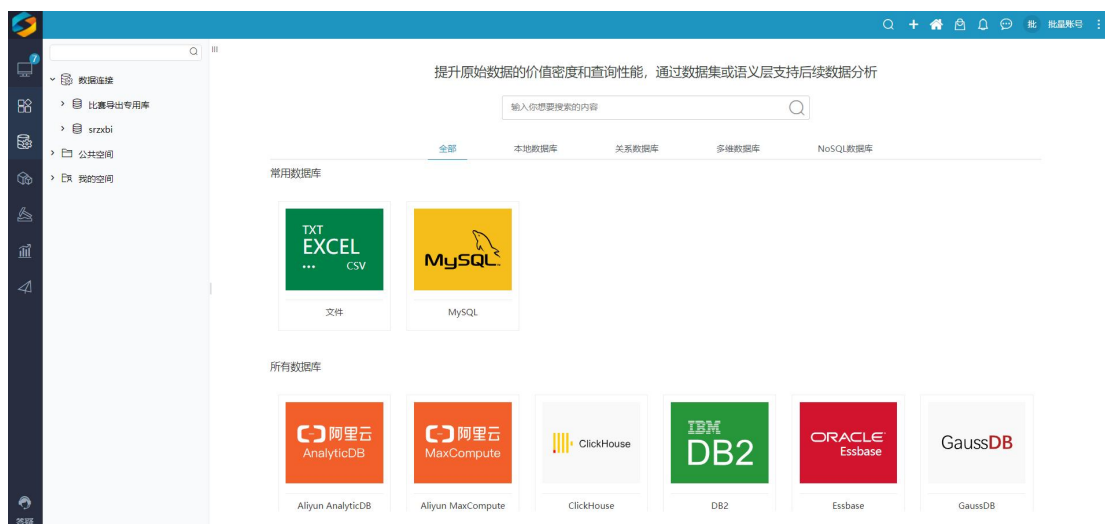 批 批量账号
7
数据连接
比赛导出专用库
srzxbi
公共空间
我的空间
答疑
提升原始数据的价值密度和查询性能，通过数据集或语义层支持后续数据分析
输入你想要搜索的内容
全部 本地数据库 关系数据库 多维数据库 NoSQL数据库
常用数据库
TXT
EXCEL
... CSV
MySQL
文件 MySQL
所有数据库
阿里云
AnalyticDB
阿里云
MaxCompute
ClickHouse
IBM
DB2
ORACLE
Essbase
GaussDB
Aliyun AnalyticDB Aliyun MaxCompute ClickHouse DB2 Essbase GaussDB